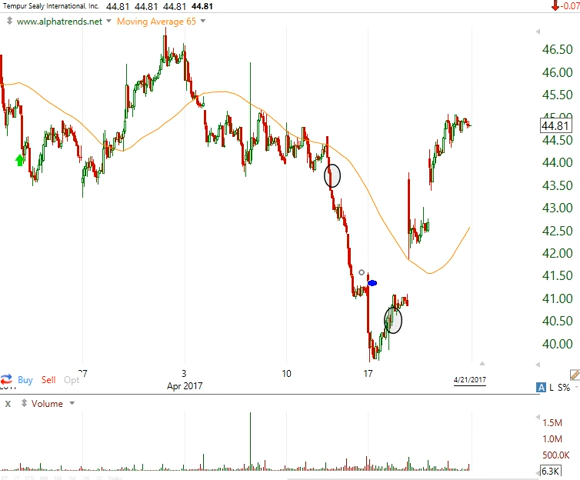 Tempur Sealy International, Inc. 44.81 44.81 44.81 44.81 -0.07
www.alphatrends.net Moving Average 65
46.50
46.00
45.50
45.00
44.81
44.50
44.00
43.50
43.00
42.50
42.00
41.50
41.00
40.50
40.00
Buy Sell Opt
27 3 10 17 4/21/2017
Apr 2017
A L S%
X Volume
1.5M
1.0M
500.0K
6.3K